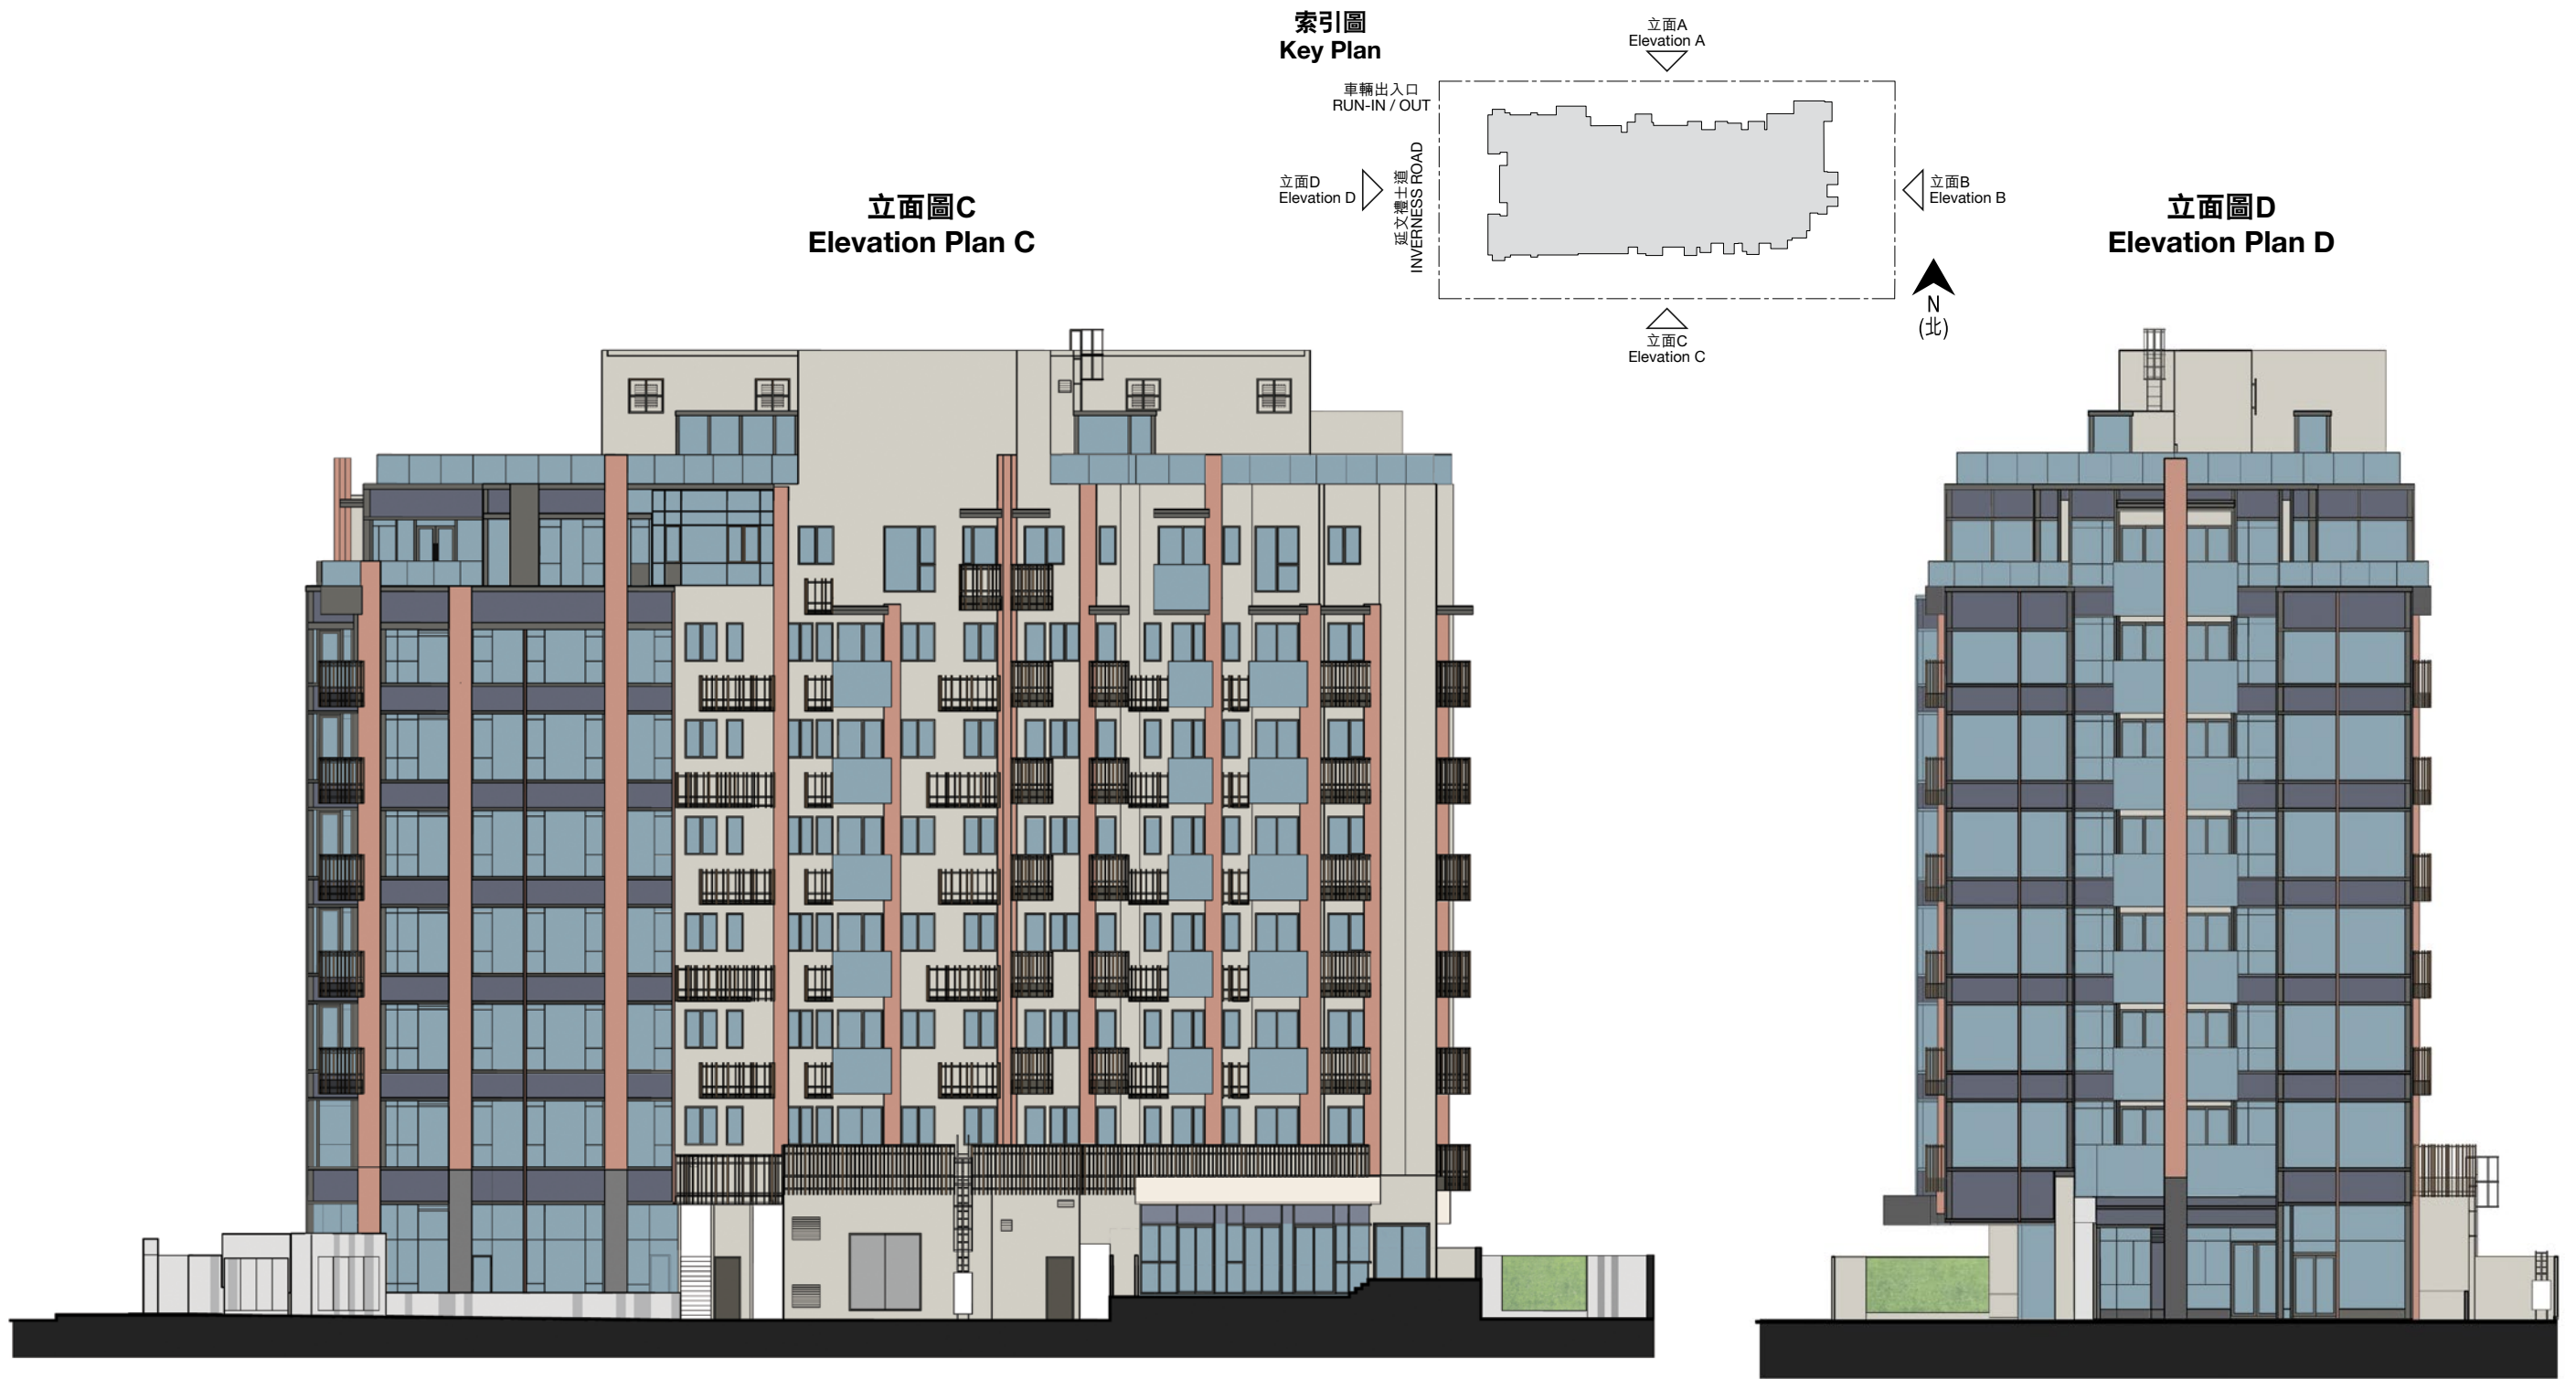 索引圖
Key Plan
立面A
Elevation A
車輛出入口
RUN-IN / OUT
立面D
Elevation D
延文禮士道
INVERNESS ROAD
立面B
Elevation B
立面C
Elevation C
N
(北)
立面圖C
Elevation Plan C
立面圖D
Elevation Plan D